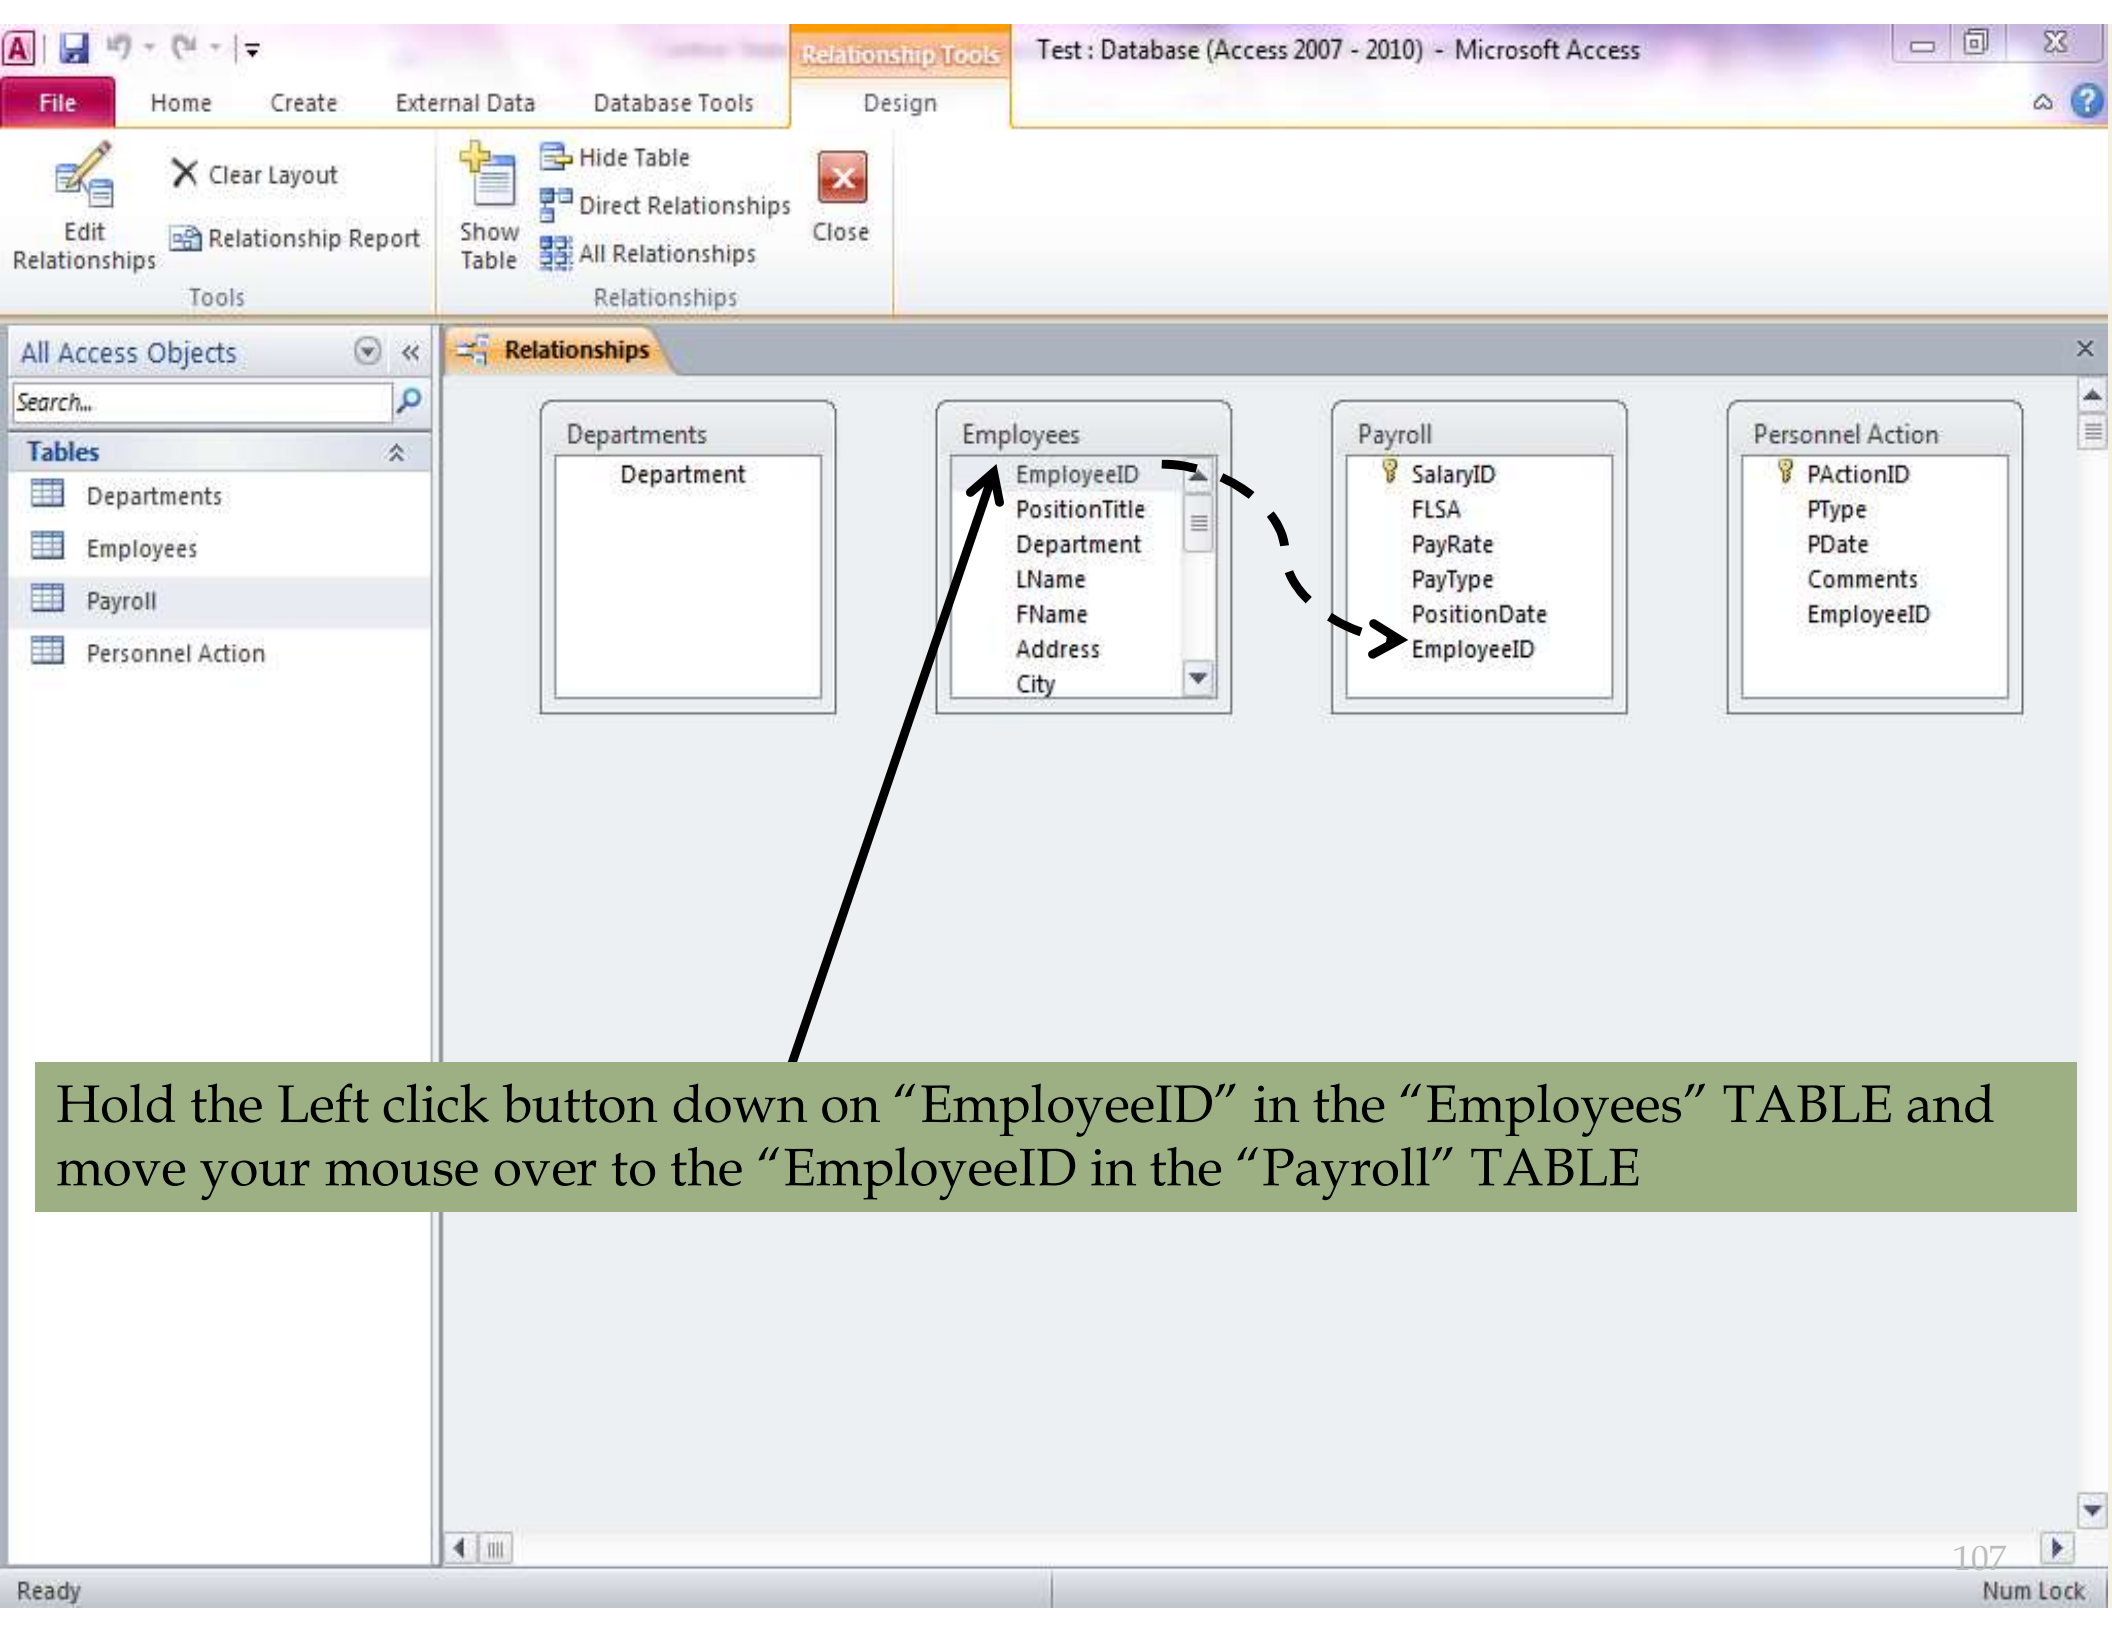 Relationship Tools
Test : Database (Access 2007 - 2010) - Microsoft Access
File Home Create External Data Database Tools Design
Edit Relationships
Clear Layout
Relationship Report
Tools
Show Table
Hide Table
Direct Relationships
All Relationships
Relationships
Close
All Access Objects
Search...
Tables
Departments
Employees
Payroll
Personnel Action
Relationships
Departments
Department
Employees
EmployeeID
PositionTitle
Department
LName
FName
Address
City
Payroll
SalaryID
FLSA
PayRate
PayType
PositionDate
EmployeeID
Personnel Action
PActionID
PType
PDate
Comments
EmployeeID
Hold the Left click button down on “EmployeeID” in the “Employees” TABLE and
move your mouse over to the “EmployeeID in the “Payroll” TABLE
107
Ready
Num Lock